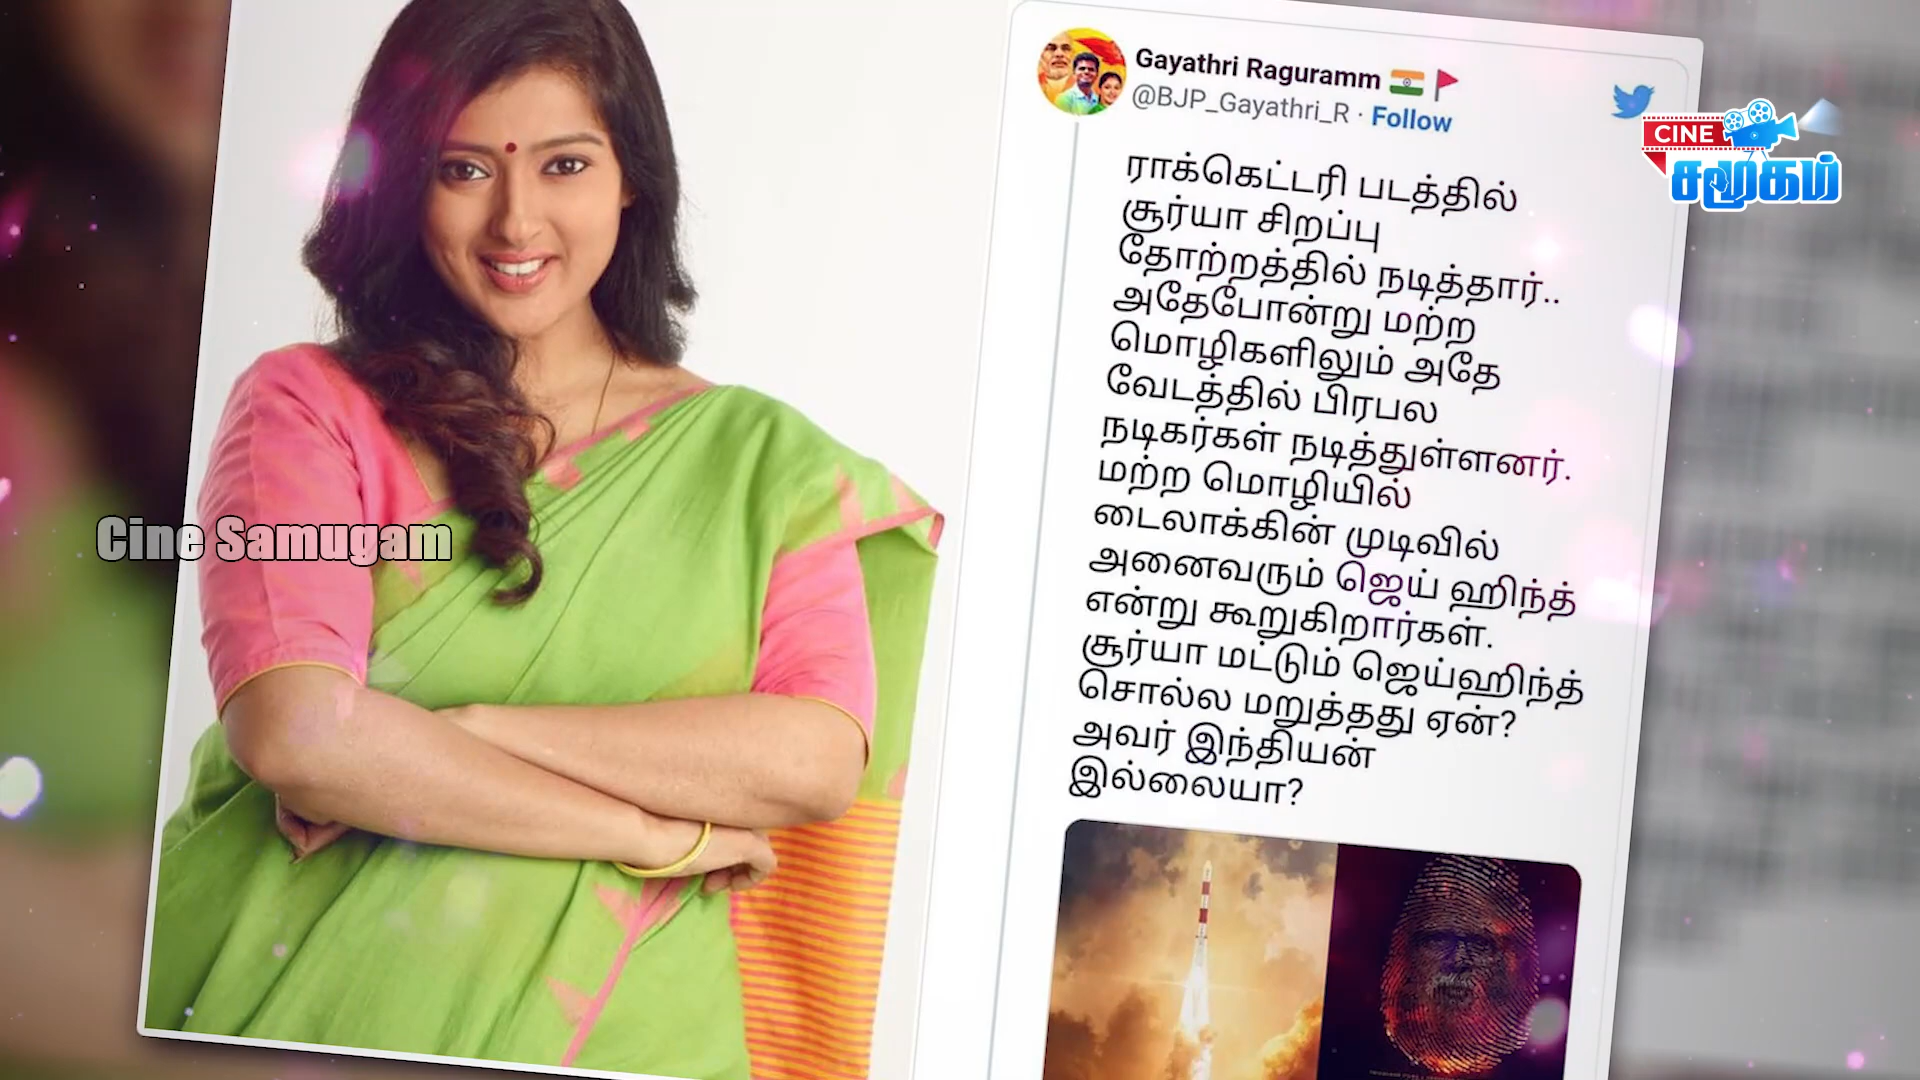 Gayathri Raguramm
@BJP_Gayathri_R · Follow
CINE
சமூகம்
ராக்கெட்டரி படத்தில்
சூர்யா சிறப்பு
தோற்றத்தில் நடித்தார்..
அதேபோன்று மற்ற
மொழிகளிலும் அதே
வேடத்தில் பிரபல
நடிகர்கள் நடித்துள்ளனர்.
மற்ற மொழியில்
டைலாக்கின் முடிவில்
அனைவரும் ஜெய் ஹிந்த்
என்று கூறுகிறார்கள்.
சூர்யா மட்டும் ஜெய்ஹிந்த்
சொல்ல மறுத்தது ஏன்?
அவர் இந்தியன்
இல்லையா?
Cine Samugam